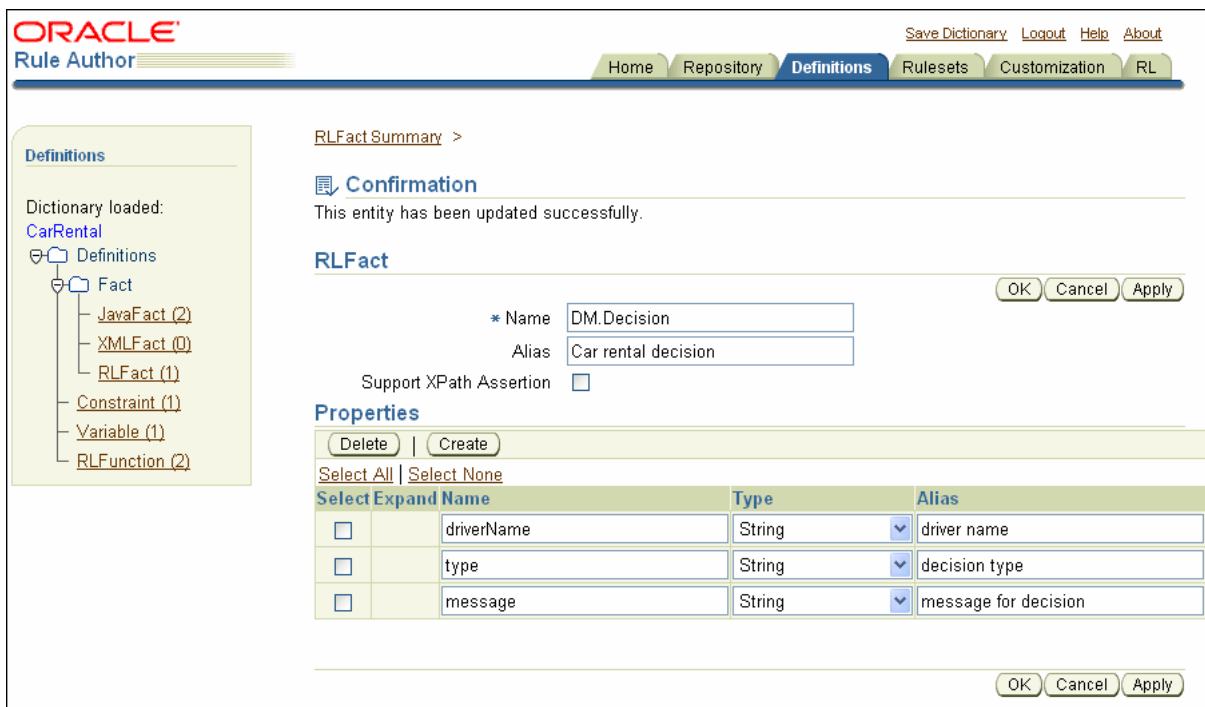 ORACLE
Rule Author
Save Dictionary Logout Help About
Home Repository Definitions Rulesets Customization RL
Definitions
Dictionary loaded:
CarRental
Definitions
Fact
JavaFact (2)
XMLFact (0)
RLFact (1)
Constraint (1)
Variable (1)
RLFunction (2)
RLFact Summary >
Confirmation
This entity has been updated successfully.
RLFact
OK Cancel Apply
* Name DM.Decision
Alias Car rental decision
Support XPath Assertion
Properties
Delete | Create
Select All | Select None
Select Expand Name Type Alias
driverName String driver name
type String decision type
message String message for decision
OK Cancel Apply